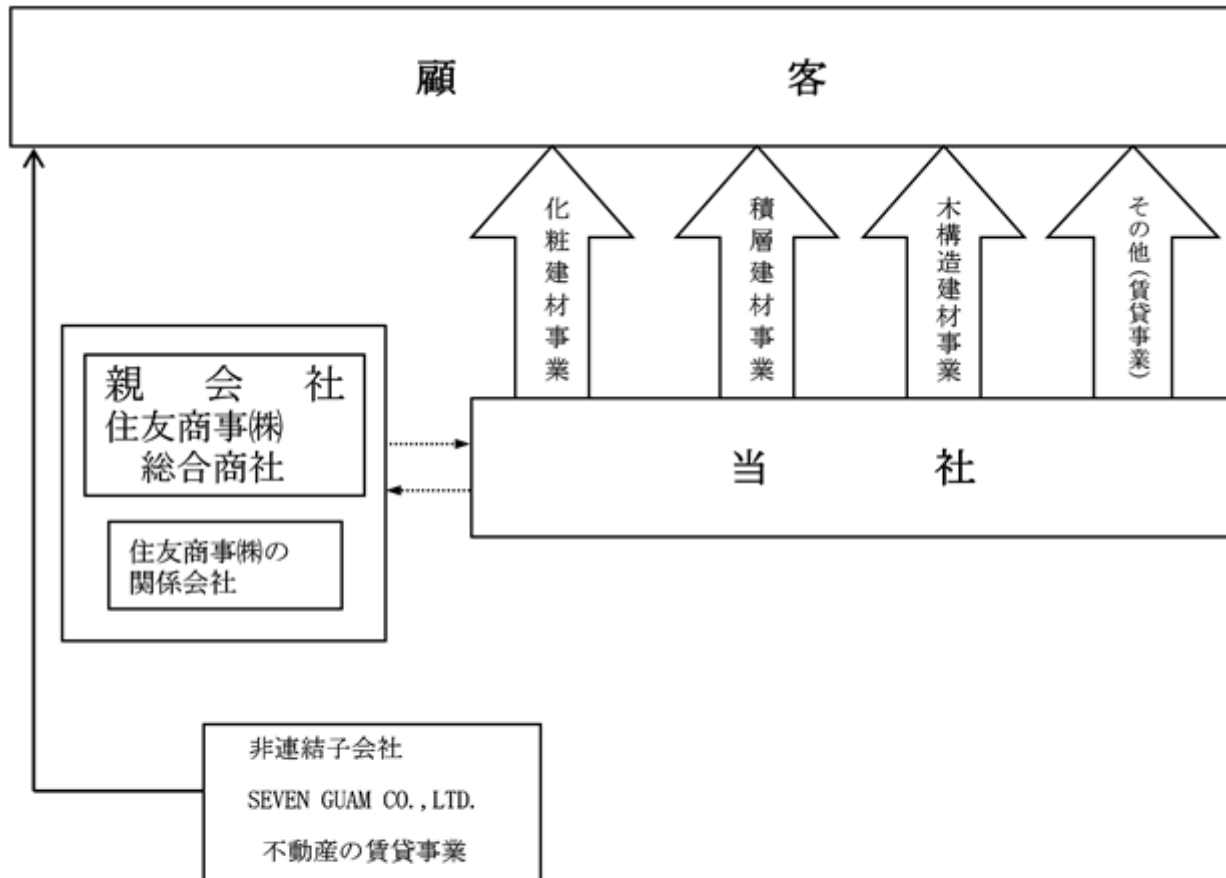 顧客
化粧建材事業
積層建材事業
木構造建材事業
その他(賃貸事業)
親会社
住友商事㈱
総合商社
当社
住友商事㈱の
関係会社
非連結子会社
SEVEN GUAM CO.,LTD.
不動産の賃貸事業